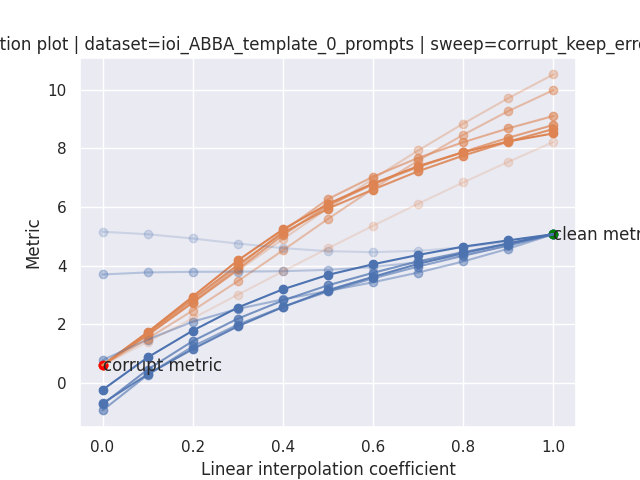 tion plot | dataset=ioi_ABBA_template_0_prompts | sweep=corrupt_keep_erro
10
8
6
4
2
0
Metric
clean metr
corrupt metric
0.0 0.2 0.4 0.6 0.8 1.0
Linear interpolation coefficient